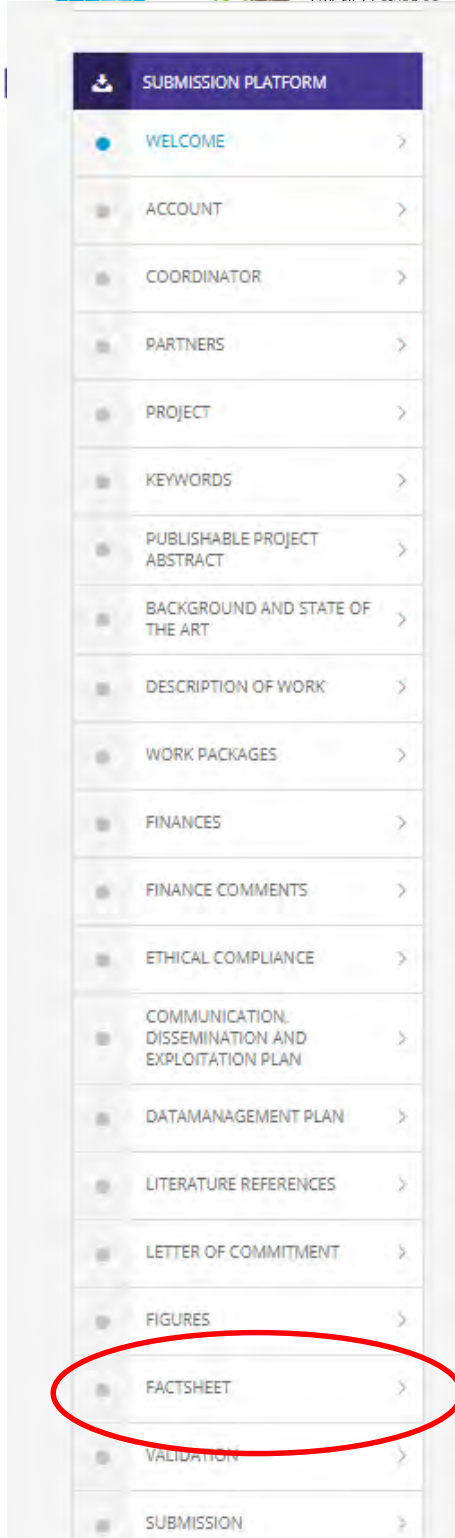 SUBMISSION PLATFORM
WELCOME
ACCOUNT
COORDINATOR
PARTNERS
PROJECT
KEYWORDS
PUBLISHABLE PROJECT
ABSTRACT
BACKGROUND AND STATE OF
THE ART
DESCRIPTION OF WORK
WORK PACKAGES
FINANCES
FINANCE COMMENTS
ETHICAL COMPLIANCE
COMMUNICATION,
DISSEMINATION AND
EXPLOITATION PLAN
DATAMANAGEMENT PLAN
LITERATURE REFERENCES
LETTER OF COMMITMENT
FIGURES
FACTSHEET
VALIDATION
SUBMISSION